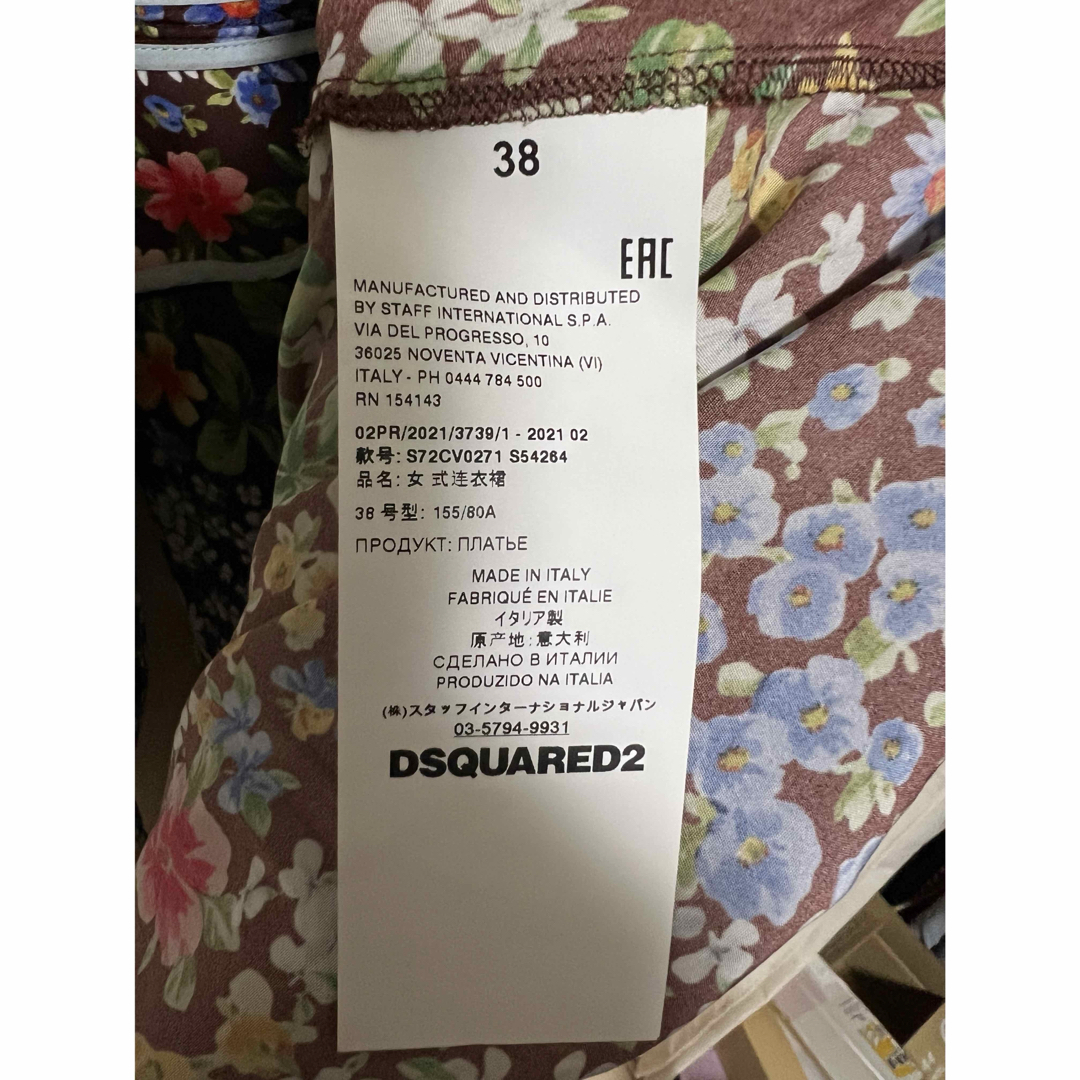 38
EAC
MANUFACTURED AND DISTRIBUTED
BY STAFF INTERNATIONAL S.P.A.
VIA DEL PROGRESSO, 10
36025 NOVENTA VICENTINA (VI)
ITALY - PH 0444 784 500
RN 154143
02PR/2021/3739/1 - 2021 02
款号: S72CV0271 S54264
品名: 女 式连衣裙
38 号型: 155/80A
ПРОДУКТ: ПЛАТЬЕ
MADE IN ITALY
FABRIQUÉ EN ITALIE
イタリア製
原产地:意大利
СДЕЛАНО В ИТАЛИИ
PRODUZIDO NA ITALIA
(株)スタッフインターナショナルジャパン
03-5794-9931
DSQUARED2